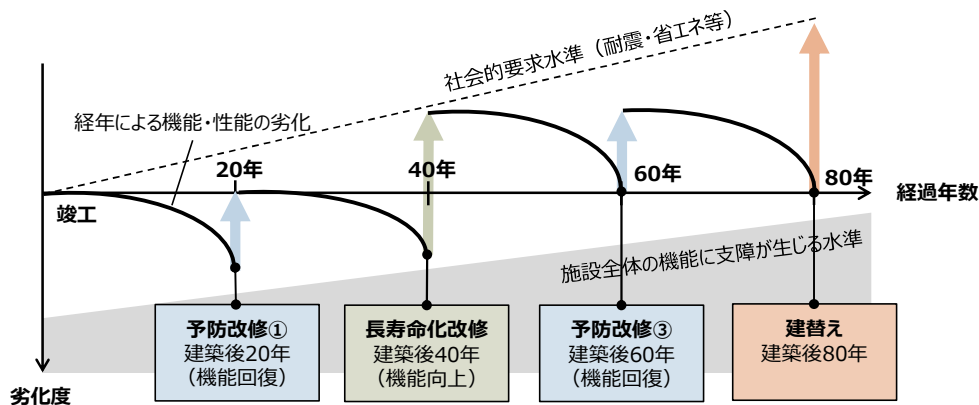 社会的要求水準（耐震・省エネ等）
経年による機能・性能の劣化
20年
40年
60年
80年
竣工
経過年数
施設全体の機能に支障が生じる水準
予防改修①
建築後20年
（機能回復）
長寿命化改修
建築後40年
（機能向上）
予防改修③
建築後60年
（機能回復）
建替え
建築後80年
劣化度